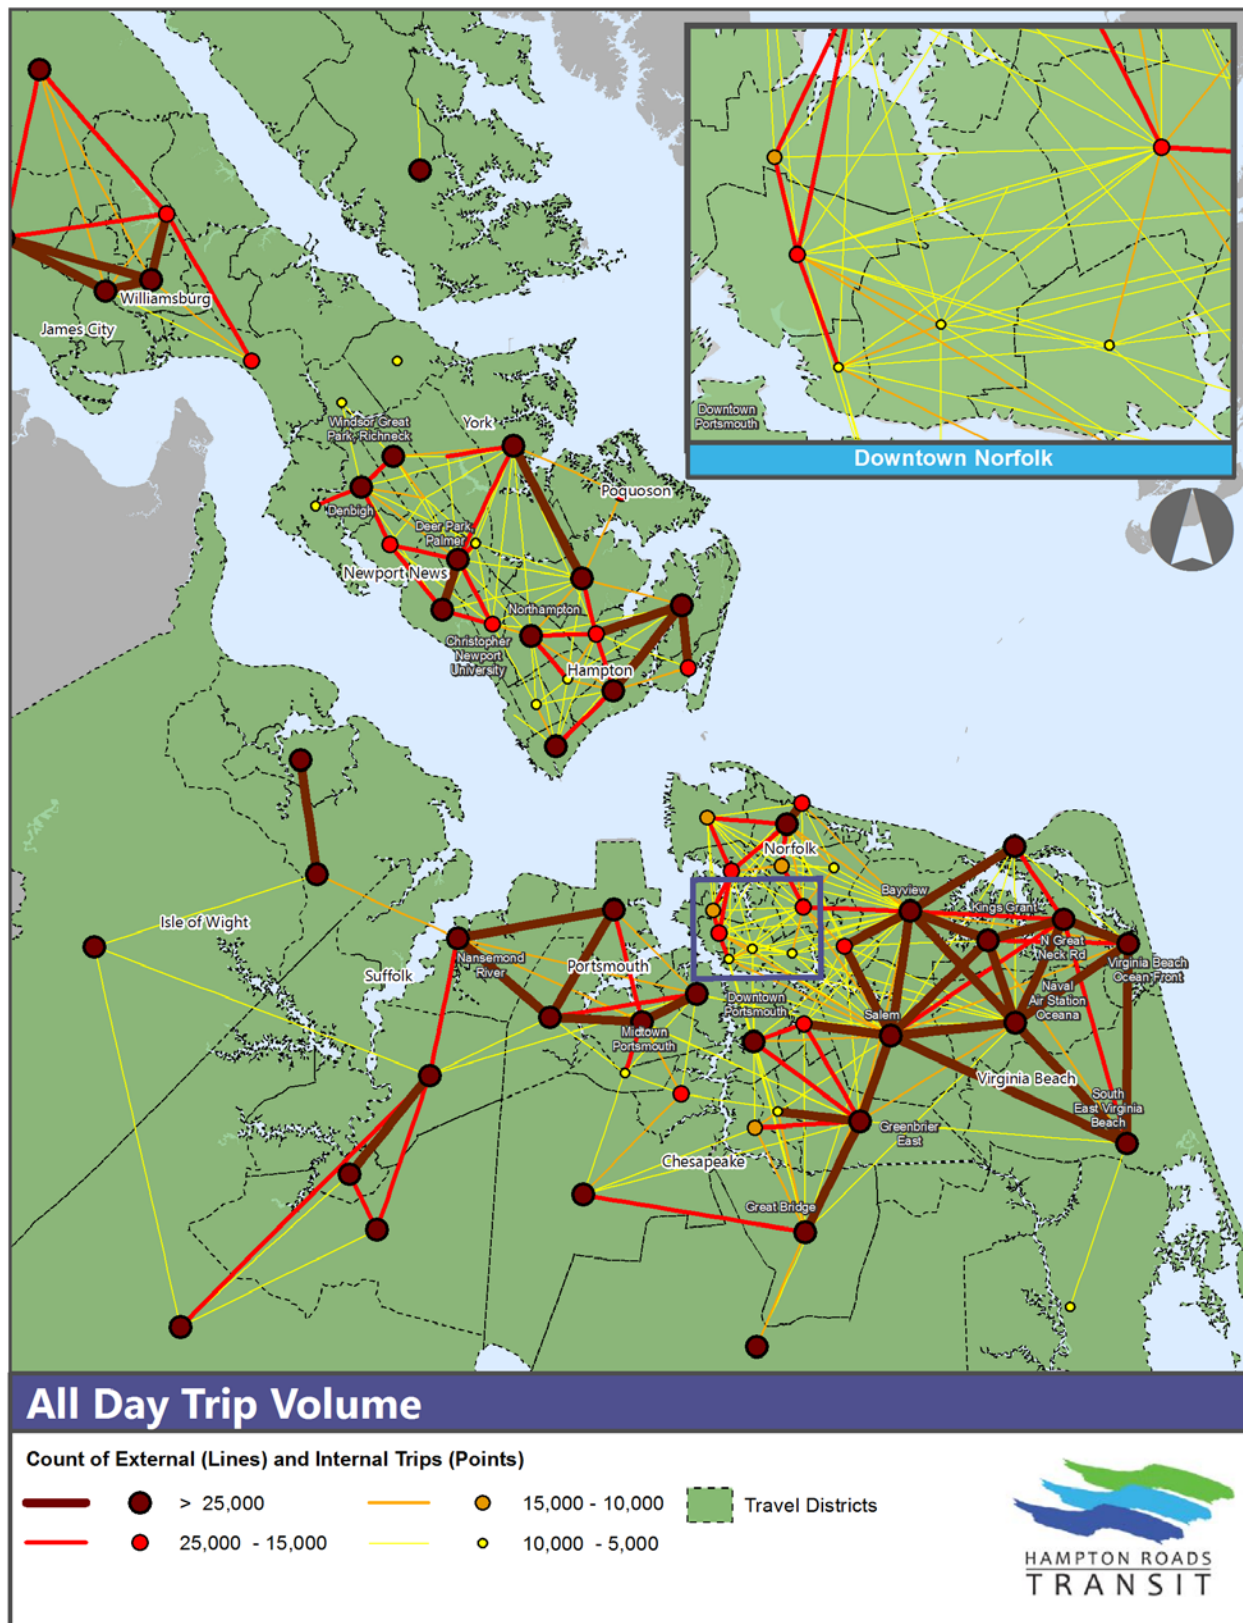 Downtown
Portsmouth
Downtown Norfolk
Williamsburg
James City
Windsor Great
Park, Richneck
York
Poquoson
Denbigh
Deer Park,
Palmer
Newport News
Northampton
Christopher
Newport
University
Hampton
Norfolk
Bayview
Kings Grant
Isle of Wight
N Great
Neck Rd
Virginia Beach
Ocean Front
Nansemond
River
Portsmouth
Suffolk
Naval
Air Station
Oceana
Downtown
Portsmouth
Salem
Midtown
Portsmouth
Virginia Beach
South
East Virginia
Beach
Greenbrier
East
Chesapeake
Great Bridge
All Day Trip Volume
Count of External (Lines) and Internal Trips (Points)
> 25,000
15,000 - 10,000
Travel Districts
25,000 - 15,000
10,000 - 5,000
HAMPTON ROADS
TRANSIT